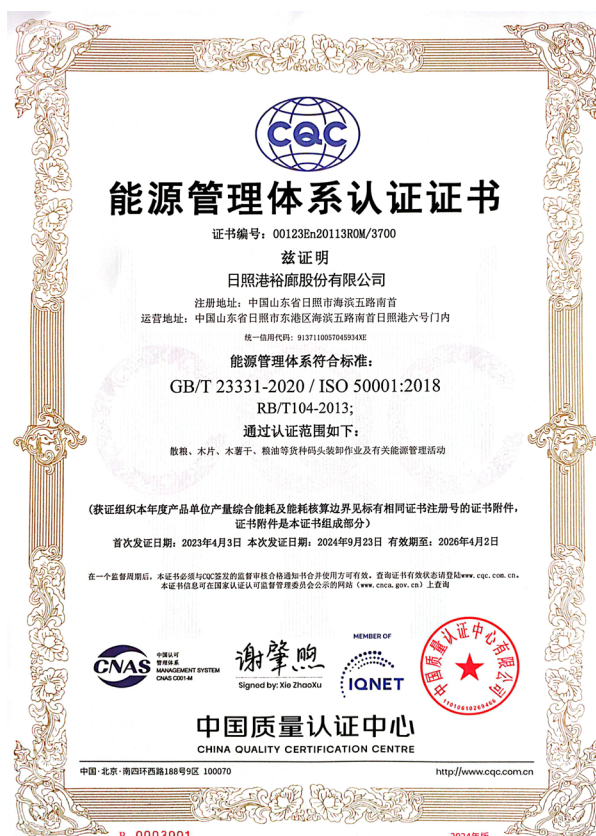 CQC
能源管理体系认证证书
证书编号：00123En20113R0M/3700
兹证明
日照港裕廊股份有限公司
注册地址：中国山东省日照市海滨五路南首
运营地址：中国山东省日照市东港区海滨五路南首日照港六号门内
统一信用代码：9137110057045934XE
能源管理体系符合标准：
GB/T 23331-2020 / ISO 50001:2018
RB/T104-2013;
通过认证范围如下：
散粮、木片、木薯干、粮油等货种码头装卸作业及有关能源管理活动
(获证组织本年度产品单位产量综合能耗及能耗核算边界见标有相同证书注册号的证书附件，
证书附件是本证书组成部分）
首次发证日期：2023年4月3日 本次发证日期：2024年9月23日 有效期至：2026年4月2日
在一个监督周期后，本证书必须与CQC签发的监督审核合格通知书合并使用方可有效。查询证书有效状态请登陆www.cqc.com.cn。
本证书信息可在国家认证认可监督管理委员会公示的网站（www.cnca.gov.cn）上查询
CNAS
中国认可
管理体系
MANAGEMENT SYSTEM
CNAS C001-M
谢肇煦
Signed by: Xie ZhaoXu
MEMBER OF
IQNET
中国质量认证中心有限公司
11010610269466
中国质量认证中心
CHINA QUALITY CERTIFICATION CENTRE
中国·北京·南四环西路188号9区 100070
http://www.cqc.com.cn
2024年版